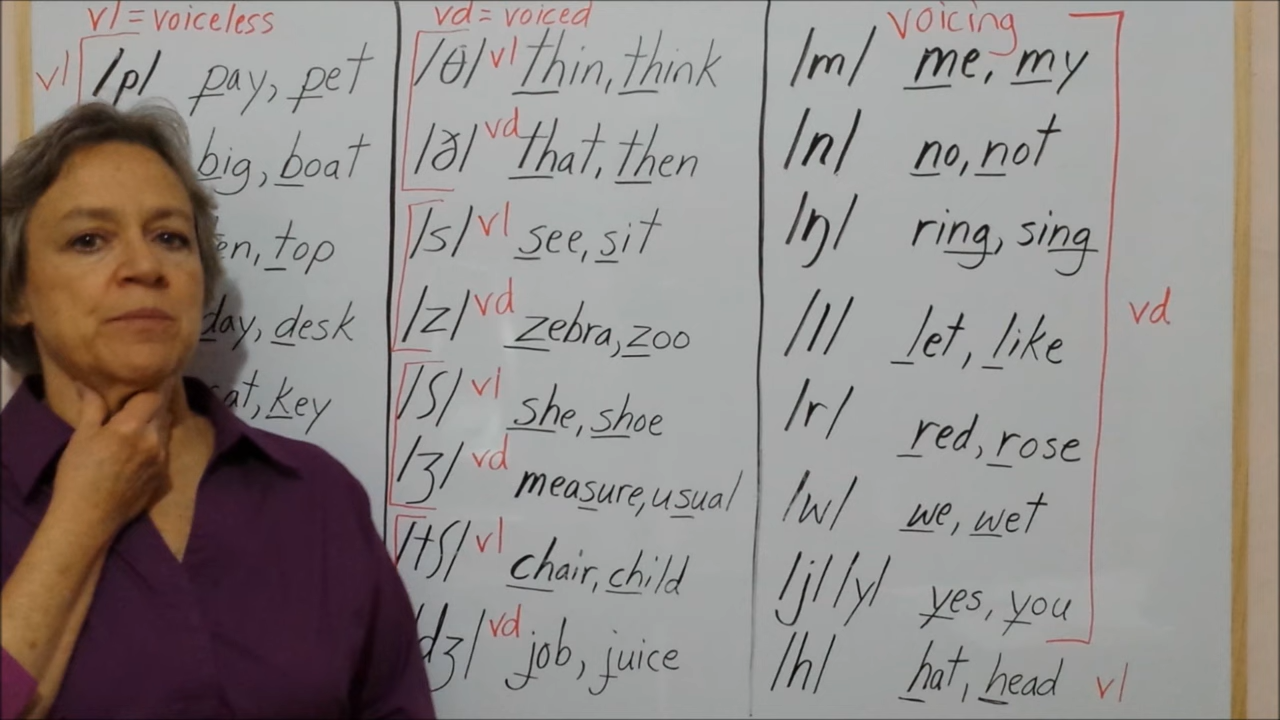 vl = voiceless
vl /p/ pay, pet
big, boat
top
day, desk
key
vd = voiced
/θ/ vl thin, think
/ð/ vd that, then
/s/ vl see, sit
/z/ vd zebra, zoo
/ʃ/ vl she, shoe
/ʒ/ vd measure, usual
/tʃ/ vl chair, child
dʒ/ vd job, juice
voicing
/m/ me, my
/n/ no, not
/ŋ/ ring, sing
/l/ let, like
/r/ red, rose
/w/ we, wet
/j/ /y/ yes, you
vd
/h/ hat, head vl